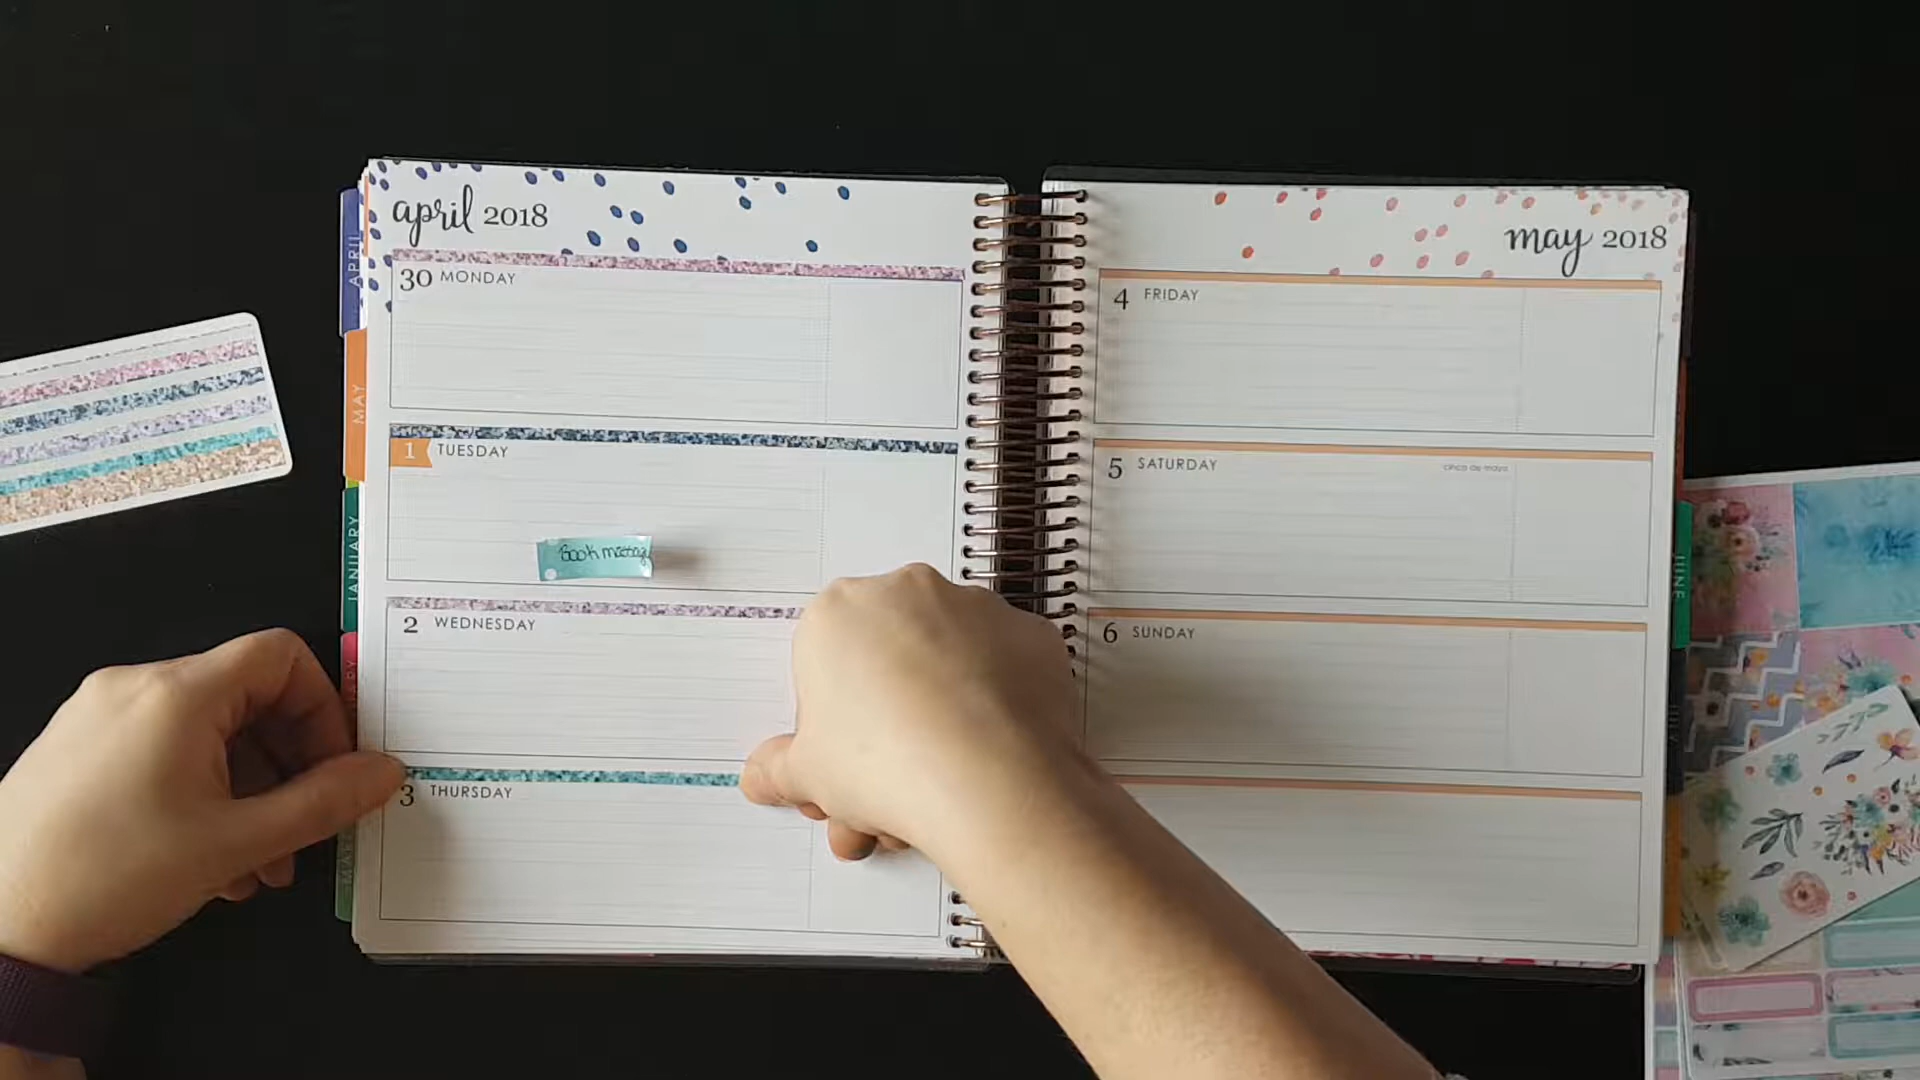 april 2018
30 MONDAY
1 TUESDAY
Book massage
2 WEDNESDAY
3 THURSDAY
may 2018
4 FRIDAY
5 SATURDAY
cinco de mayo
6 SUNDAY
APRIL
MAY
JANUARY
JUNE